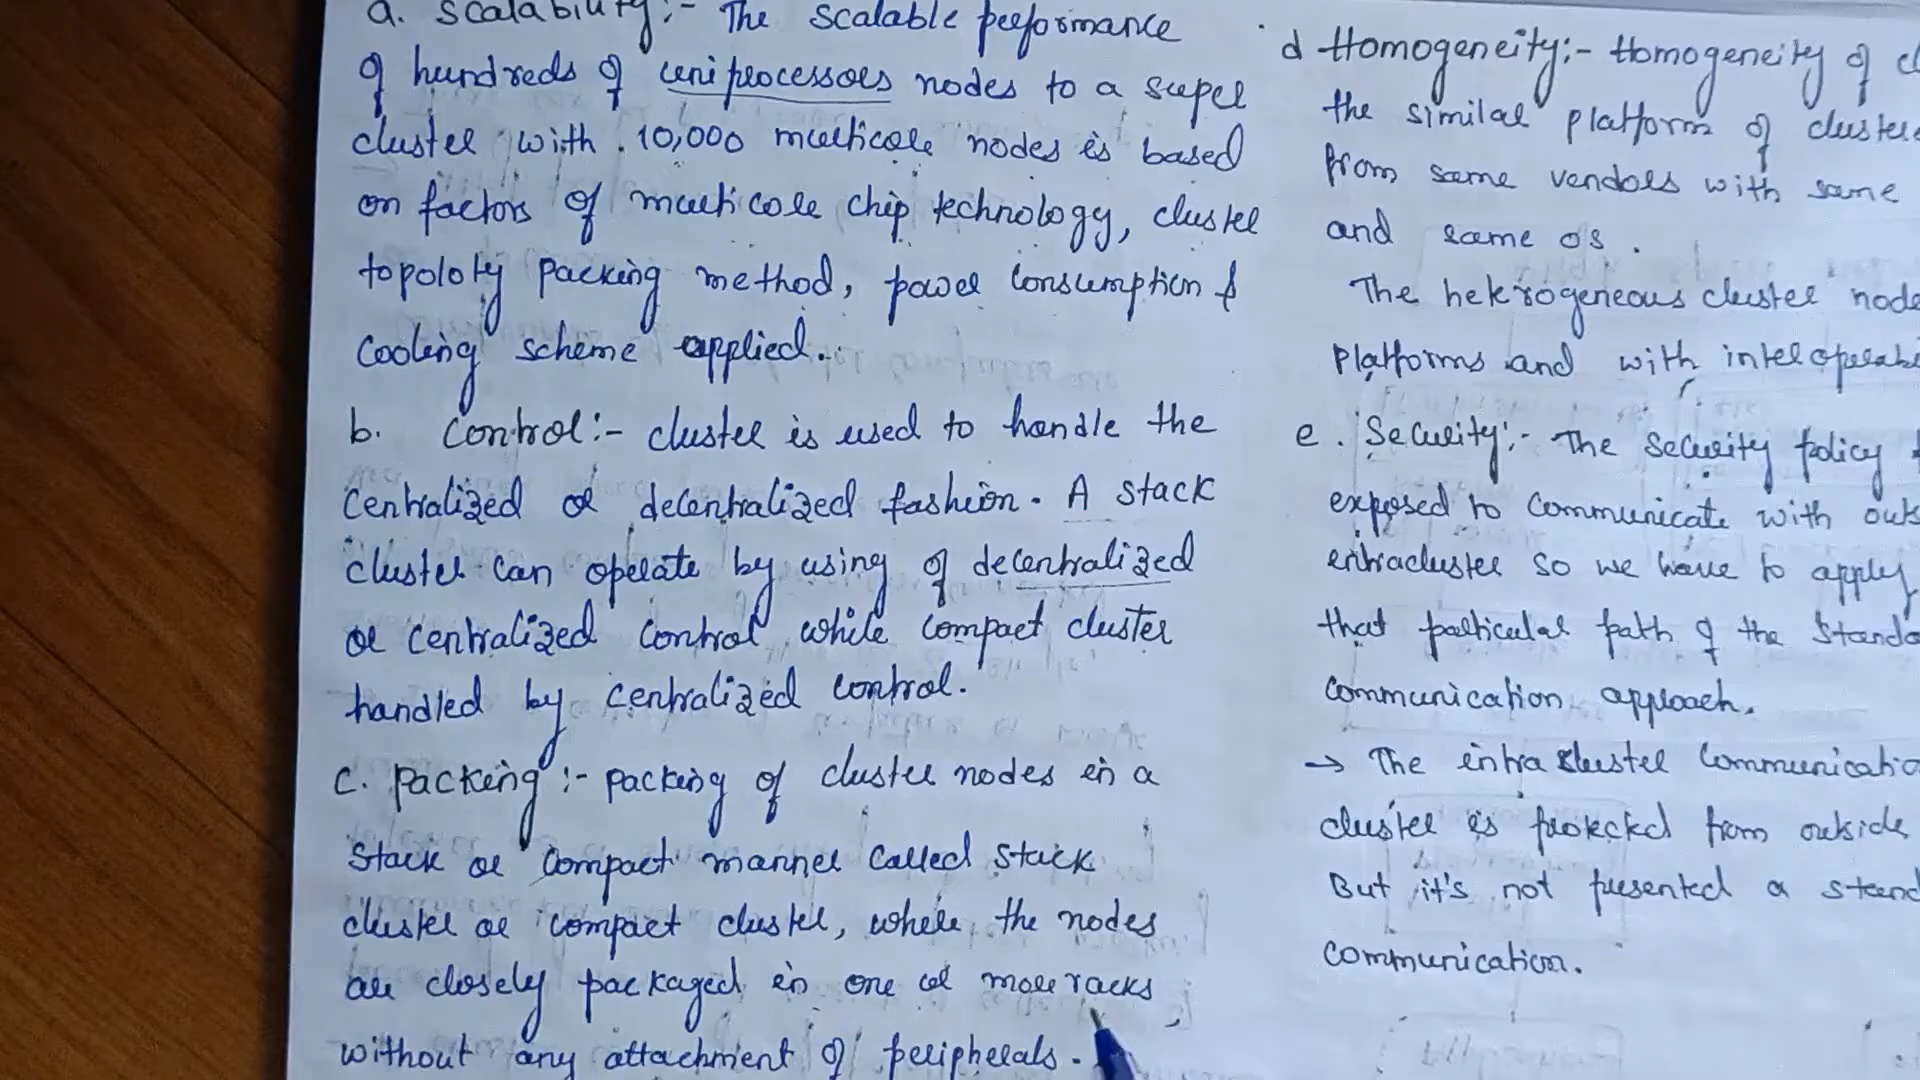 a. Scalability:- The scalable performance
of hundreds of uniprocessors nodes to a super
cluster with 10,000 multicore nodes is based
on factors of multicore chip technology, cluster
topoloty packing method, power consumption &
cooling scheme applied.
b. control:- cluster is used to handle the
centralized or decentralized fashion. A stack
cluster can operate by using of decentralized
or centralized control while compact cluster
handled by centralized control.
c. packing:- packing of cluster nodes in a
stack or compact manner called stack
cluster or compact cluster, where the nodes
are closely packaged in one or more racks
without any attachment of peripherals.
d Homogeneity:- Homogeneity of cl
the similar platform of cluster
from same vendors with same
and same os.
The hetrogeneous cluster node
platforms and with interoperab
e. Security:- The security policy
exposed to communicate with outs
intracluster so we have to apply
that particular path of the standa
communication approach.
→ The intra cluster communicatio
cluster is protected from outside
But it's not presented a stand
communication.